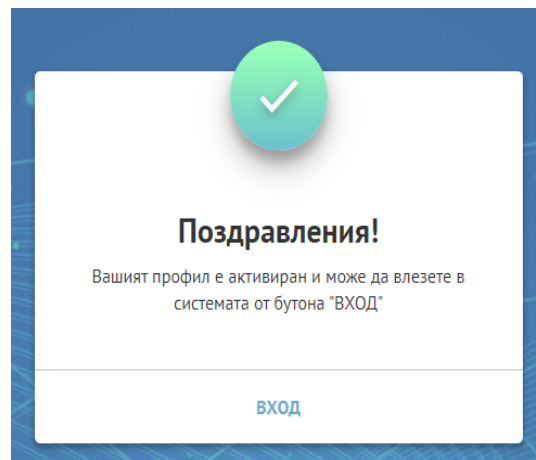 Поздравления!
Вашият профил е активиран и може да влезете в
системата от бутона "ВХОД"
ВХОД